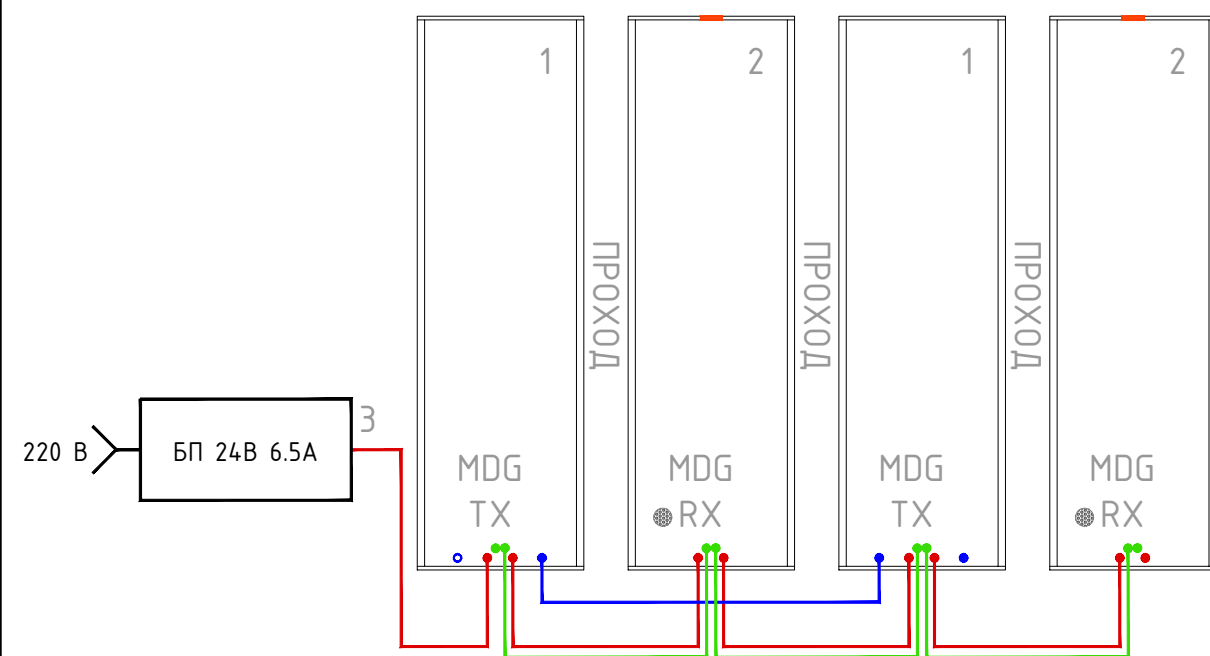 1
2
1
2
ПРОХОД
ПРОХОД
ПРОХОД
3
220 В
БП 24В 6.5А
MDG
TX
MDG
RX
MDG
TX
MDG
RX